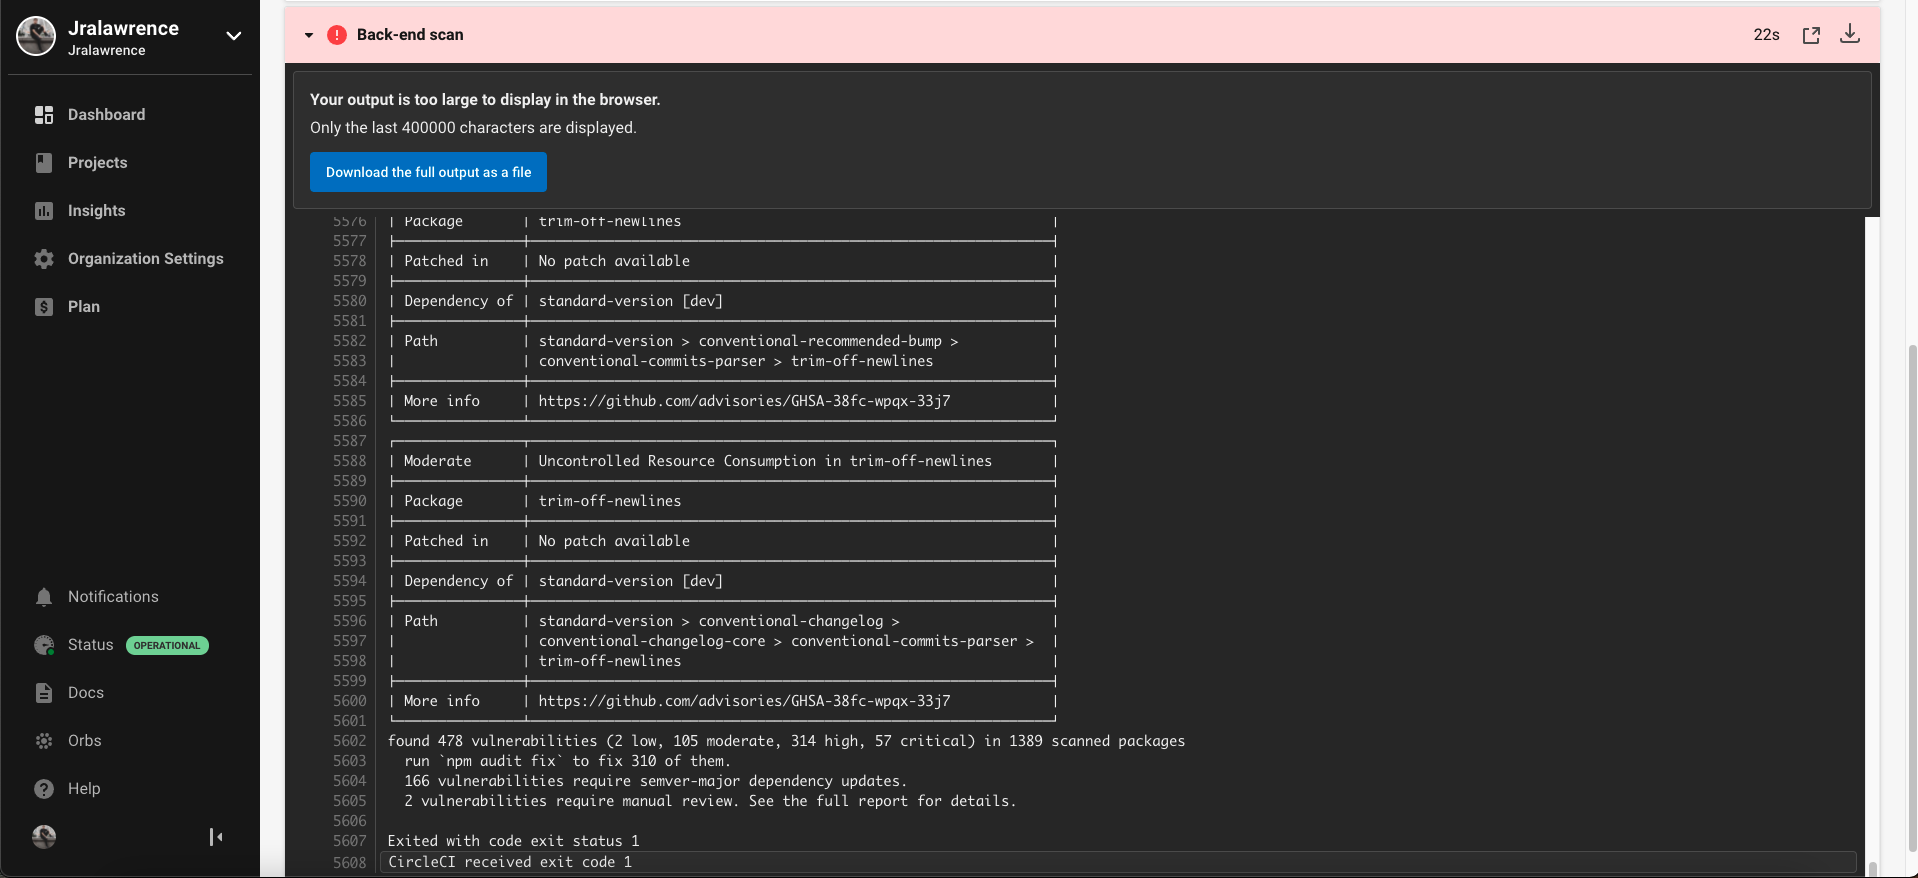 Jralawrence
Jralawrence
Dashboard
Projects
Insights
Organization Settings
Plan
Notifications
Status OPERATIONAL
Docs
Orbs
Help
Back-end scan 22s
Your output is too large to display in the browser.
Only the last 400000 characters are displayed.
Download the full output as a file
5576 | Package | trim-off-newlines |
5577
5578 | Patched in | No patch available |
5579
5580 | Dependency of | standard-version [dev] |
5581
5582 | Path | standard-version > conventional-recommended-bump > |
5583 | | conventional-commits-parser > trim-off-newlines |
5584
5585 | More info | https://github.com/advisories/GHSA-38fc-wpqx-33j7 |
5586
5587
5588 | Moderate | Uncontrolled Resource Consumption in trim-off-newlines |
5589
5590 | Package | trim-off-newlines |
5591
5592 | Patched in | No patch available |
5593
5594 | Dependency of | standard-version [dev] |
5595
5596 | Path | standard-version > conventional-changelog > |
5597 | | conventional-changelog-core > conventional-commits-parser > |
5598 | | trim-off-newlines |
5599
5600 | More info | https://github.com/advisories/GHSA-38fc-wpqx-33j7 |
5601
5602 found 478 vulnerabilities (2 low, 105 moderate, 314 high, 57 critical) in 1389 scanned packages
5603 run `npm audit fix` to fix 310 of them.
5604 166 vulnerabilities require semver-major dependency updates.
5605 2 vulnerabilities require manual review. See the full report for details.
5606
5607 Exited with code exit status 1
5608 CircleCI received exit code 1